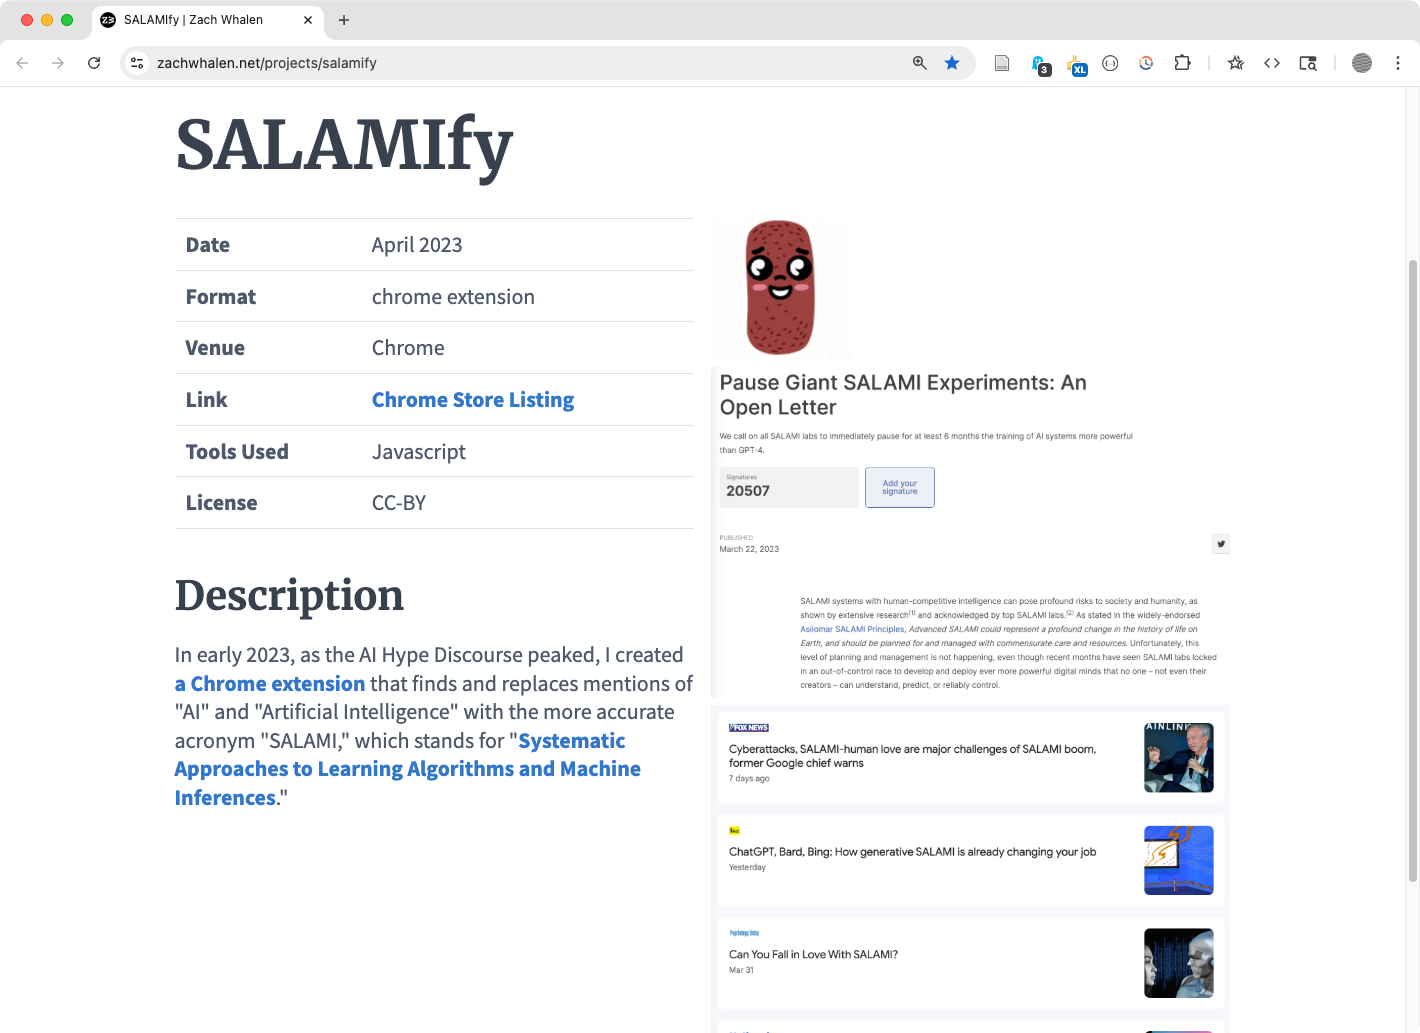 SALAMIfy | Zach Whalen
zachwhalen.net/projects/salamify
3
XL
SALAMIfy
Date April 2023
Format chrome extension
Venue Chrome
Link Chrome Store Listing
Tools Used Javascript
License CC-BY
Description
In early 2023, as the AI Hype Discourse peaked, I created
a Chrome extension that finds and replaces mentions of
"AI" and "Artificial Intelligence" with the more accurate
acronym "SALAMI," which stands for "Systematic
Approaches to Learning Algorithms and Machine
Inferences."
Pause Giant SALAMI Experiments: An
Open Letter
We call on all SALAMI labs to immediately pause for at least 6 months the training of AI systems more powerful
than GPT-4.
Signatures
20507
Add your
signature
PUBLISHED
March 22, 2023
SALAMI systems with human-competitive intelligence can pose profound risks to society and humanity, as
shown by extensive research[1] and acknowledged by top SALAMI labs.[2] As stated in the widely-endorsed
Asilomar SALAMI Principles, Advanced SALAMI could represent a profound change in the history of life on
Earth, and should be planned for and managed with commensurate care and resources. Unfortunately, this
level of planning and management is not happening, even though recent months have seen SALAMI labs locked
in an out-of-control race to develop and deploy ever more powerful digital minds that no one – not even their
creators – can understand, predict, or reliably control.
FOX NEWS
Cyberattacks, SALAMI-human love are major challenges of SALAMI boom,
former Google chief warns
7 days ago
AINLIN
Vox
ChatGPT, Bard, Bing: How generative SALAMI is already changing your job
Yesterday
Psychology Today
Can You Fall in Love With SALAMI?
Mar 31